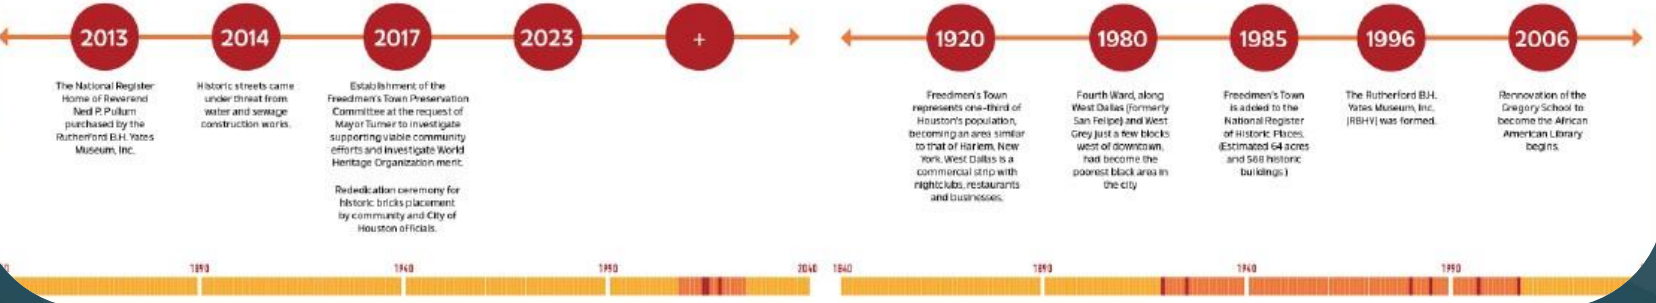 2013
The National Register
Home of Reverend
Ned P. Pullum
purchased by the
Rutherford B.H. Yates
Museum, Inc.
2014
Historic streets came
under threat from
water and sewage
construction works.
2017
Establishment of the
Freedmen's Town Preservation
Committee at the request of
Mayor Turner to investigate
supporting viable community
efforts and investigate World
Heritage Organization merit.
Rededication ceremony for
historic bricks placement
by community and City of
Houston officials.
2023
+
1920
Freedmen's Town
represents one-third of
Houston's population,
becoming an area similar
to that of Harlem, New
York. West Dallas is a
commercial strip with
nightclubs, restaurants
and businesses.
1980
Fourth Ward, along
West Dallas (formerly
San Felipe) and West
Grey just a few blocks
west of downtown,
had become the
poorest black area in
the city
1985
Freedmen's Town
is added to the
National Register
of Historic Places.
(Estimated 64 acres
and 568 historic
buildings)
1996
The Rutherford B.H.
Yates Museum, Inc.
(RBHY) was formed.
2006
Rennovation of the
Gregory School to
become the African
American Library
begins.
1890 1940 1990 2040
1840 1890 1940 1990